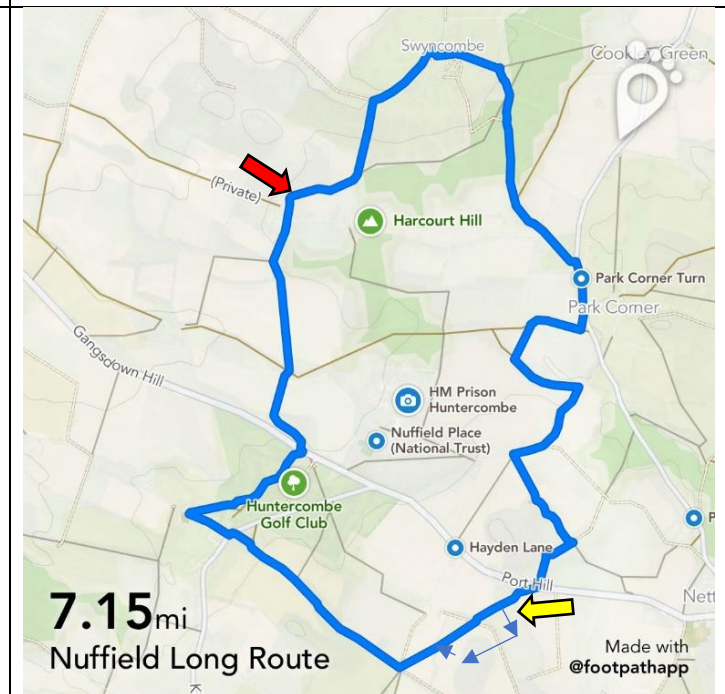 Swyncombe
Cookley Green
(Private)
Harcourt Hill
Park Corner Turn
Park Corner
Gangsdown Hill
HM Prison
Huntercombe
Nuffield Place
(National Trust)
Huntercombe
Golf Club
P
Hayden Lane
Port Hill
Nett
7.15mi
Nuffield Long Route
Made with
@footpathapp
K